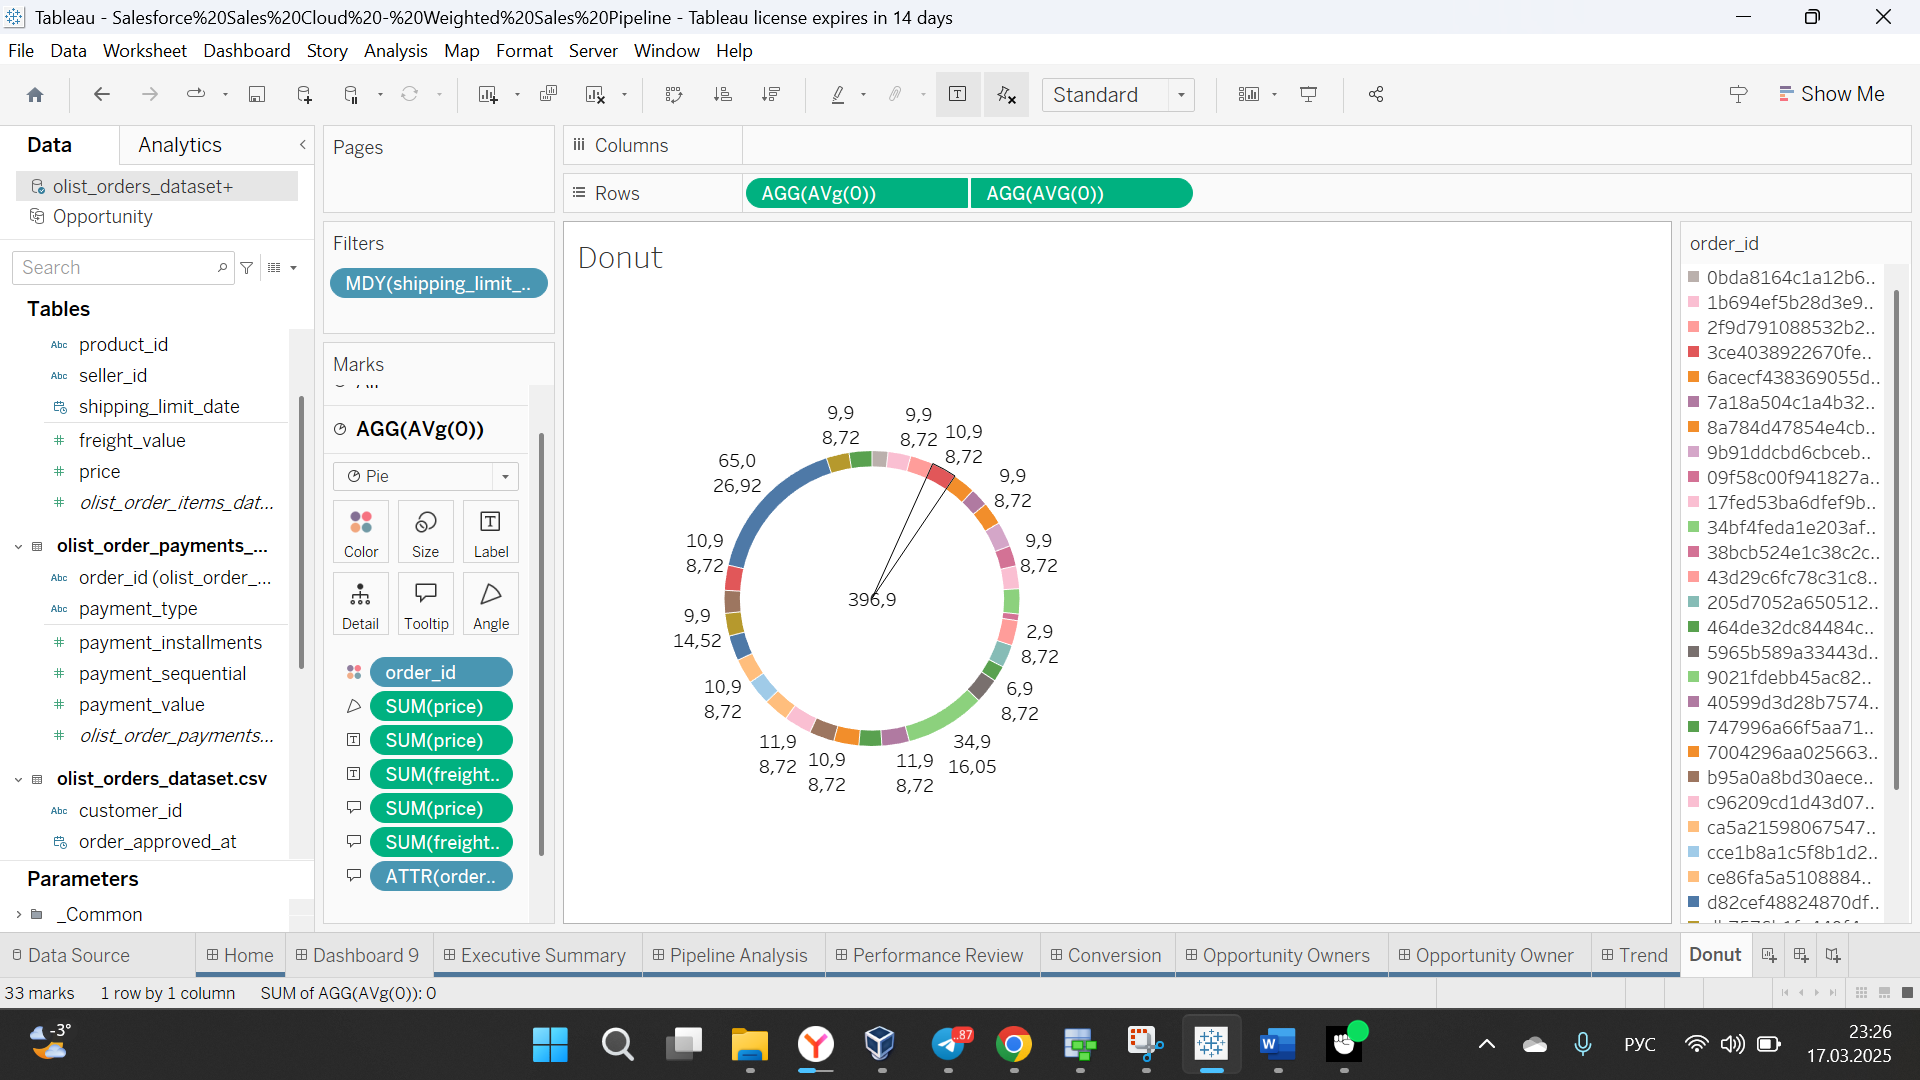 Tableau - Salesforce%20Sales%20Cloud%20-%20Weighted%20Sales%20Pipeline - Tableau license expires in 14 days
File Data Worksheet Dashboard Story Analysis Map Format Server Window Help
Standard
Show Me
Data
Analytics
olist_orders_dataset+
Opportunity
Search
Tables
Abc product_id
Abc seller_id
shipping_limit_date
# freight_value
# price
# olist_order_items_dat...
olist_order_payments_...
Abc order_id (olist_order_...
Abc payment_type
# payment_installments
# payment_sequential
# payment_value
# olist_order_payments...
olist_orders_dataset.csv
Abc customer_id
order_approved_at
Parameters
_Common
Pages
Filters
MDY(shipping_limit_..
Marks
AGG(AVg(0))
Pie
Color
Size
Label
Detail
Tooltip
Angle
order_id
SUM(price)
SUM(price)
SUM(freight..
SUM(price)
SUM(freight..
ATTR(order..
Columns
Rows
AGG(AVg(0))
AGG(AVG(0))
Donut
9,9
8,72
9,9
8,72
10,9
8,72
9,9
8,72
9,9
8,72
2,9
8,72
6,9
8,72
34,9
16,05
11,9
8,72
10,9
8,72
11,9
8,72
10,9
8,72
9,9
14,52
10,9
8,72
65,0
26,92
396,9
order_id
0bda8164c1a12b6..
1b694ef5b28d3e9..
2f9d791088532b2..
3ce4038922670fe..
6acecf438369055d..
7a18a504c1a4b32..
8a784d47854e4cb..
9b91ddcbd6cbceb..
09f58c00f941827a..
17fed53ba6dfef9b..
34bf4feda1e203af..
38bcb524e1c38c2c..
43d29c6fc78c31c8..
205d7052a650512..
464de32dc84484c..
5965b589a33443d..
9021fdebb45ac82..
40599d3d28b7574..
747996a66f5aa71..
7004296aa025663..
b95a0a8bd30aece..
c96209cd1d43d07..
ca5a21598067547..
cce1b8a1c5f8b1d2..
ce86fa5a5108884..
d82cef48824870df..
Data Source
Home
Dashboard 9
Executive Summary
Pipeline Analysis
Performance Review
Conversion
Opportunity Owners
Opportunity Owner
Trend
Donut
33 marks
1 row by 1 column
SUM of AGG(AVg(0)): 0
-3°
..87
РУС
23:26
17.03.2025